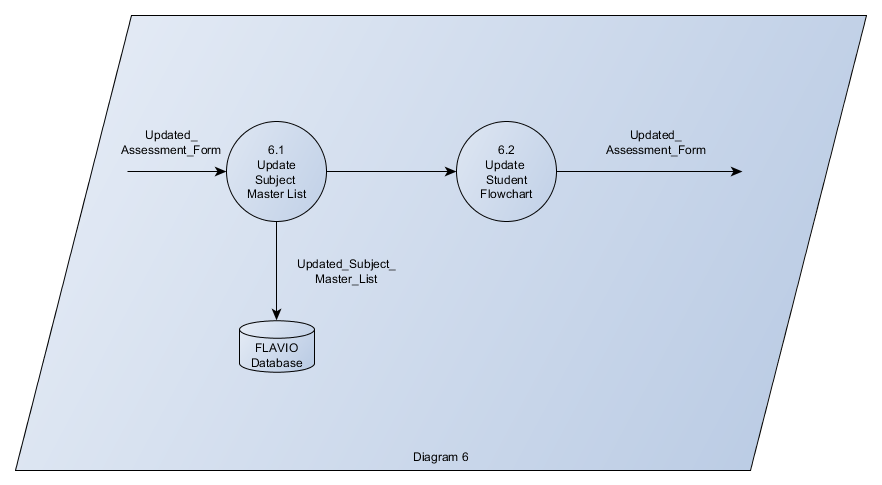 Updated_
Assessment_Form
6.1
Update
Subject
Master List
6.2
Update
Student
Flowchart
Updated_
Assessment_Form
Updated_Subject_
Master_List
FLAVIO
Database
Diagram 6